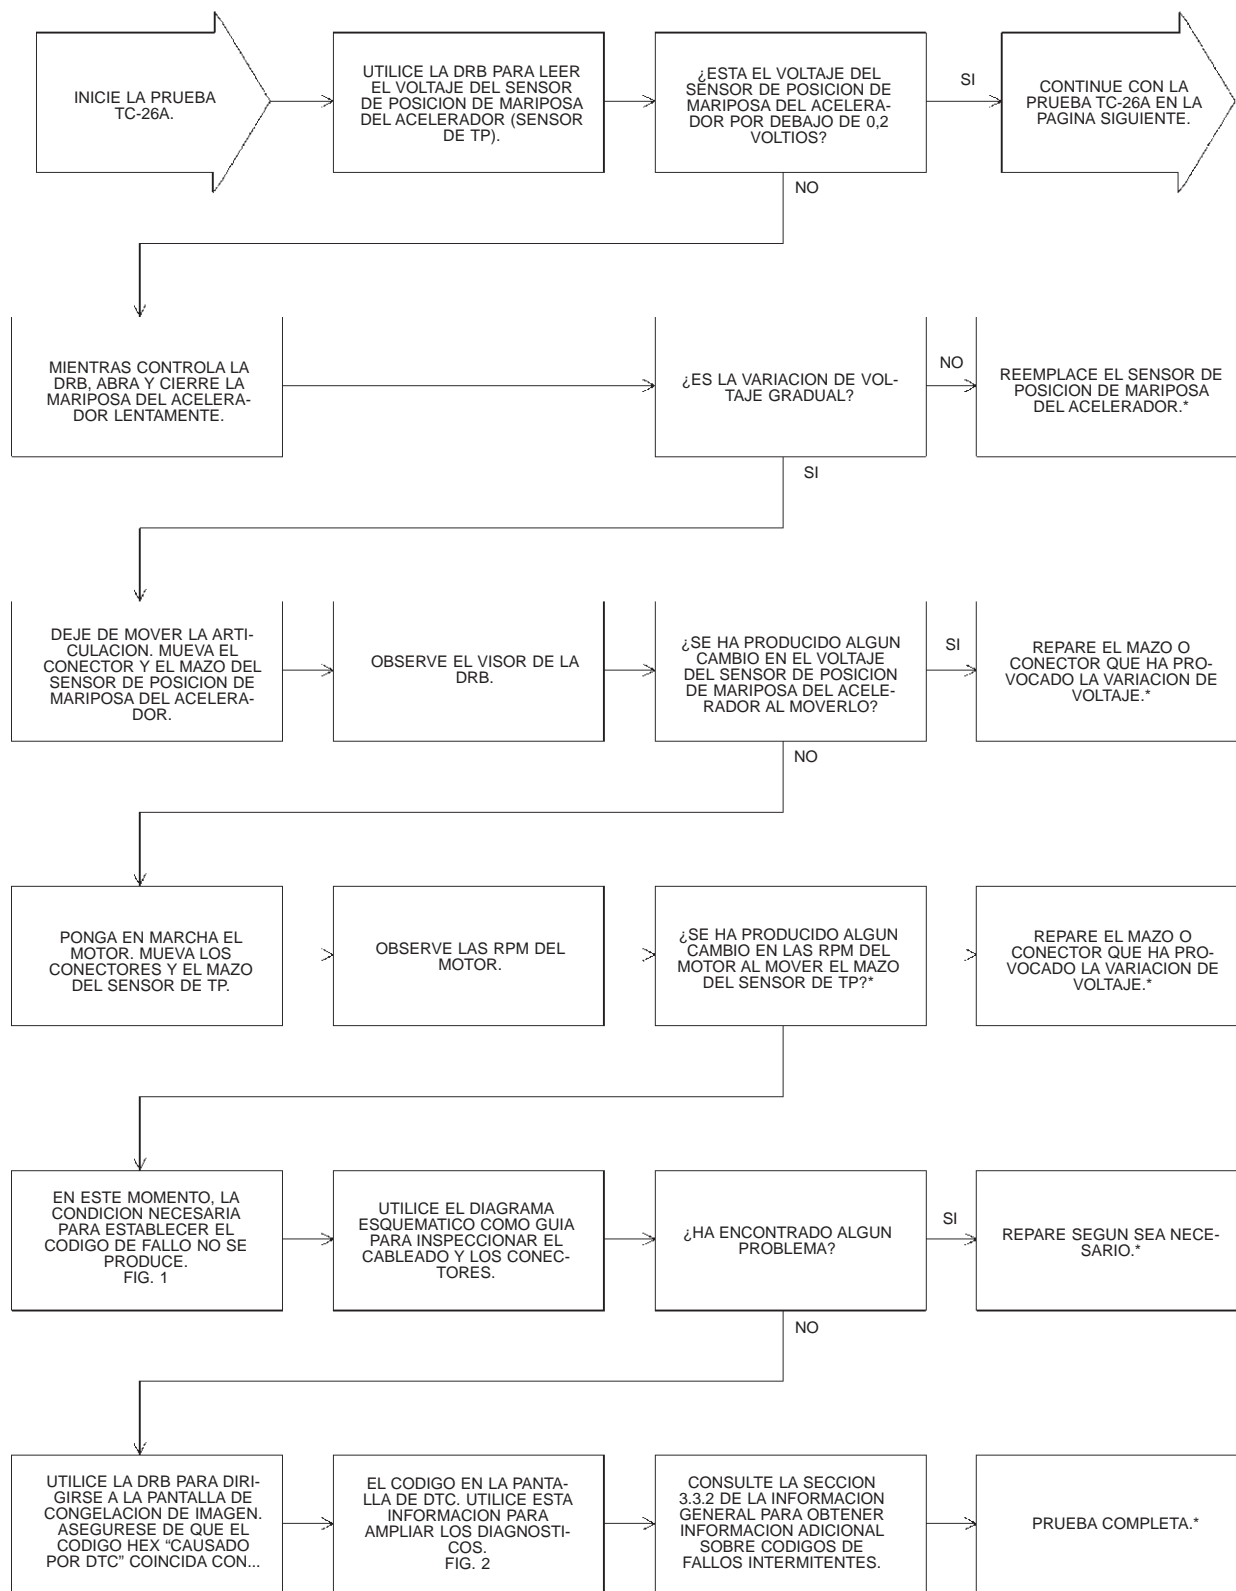 INICIE LA PRUEBA
TC-26A.
UTILICE LA DRB PARA LEER
EL VOLTAJE DEL SENSOR
DE POSICION DE MARIPOSA
DEL ACELERADOR (SENSOR
DE TP).
¿ESTA EL VOLTAJE DEL
SENSOR DE POSICION DE
MARIPOSA DEL ACELERA-
DOR POR DEBAJO DE 0,2
VOLTIOS?
SI
CONTINUE CON LA
PRUEBA TC-26A EN LA
PAGINA SIGUIENTE.
NO
MIENTRAS CONTROLA LA
DRB, ABRA Y CIERRE LA
MARIPOSA DEL ACELERA-
DOR LENTAMENTE.
¿ES LA VARIACION DE VOL-
TAJE GRADUAL?
NO
REEMPLACE EL SENSOR DE
POSICION DE MARIPOSA
DEL ACELERADOR.*
SI
DEJE DE MOVER LA ARTI-
CULACION. MUEVA EL
CONECTOR Y EL MAZO DEL
SENSOR DE POSICION DE
MARIPOSA DEL ACELERA-
DOR.
OBSERVE EL VISOR DE LA
DRB.
¿SE HA PRODUCIDO ALGUN
CAMBIO EN EL VOLTAJE
DEL SENSOR DE POSICION
DE MARIPOSA DEL ACELE-
RADOR AL MOVERLO?
SI
REPARE EL MAZO O
CONECTOR QUE HA PRO-
VOCADO LA VARIACION DE
VOLTAJE.*
NO
PONGA EN MARCHA EL
MOTOR. MUEVA LOS
CONECTORES Y EL MAZO
DEL SENSOR DE TP.
OBSERVE LAS RPM DEL
MOTOR.
¿SE HA PRODUCIDO ALGUN
CAMBIO EN LAS RPM DEL
MOTOR AL MOVER EL MAZO
DEL SENSOR DE TP?*
REPARE EL MAZO O
CONECTOR QUE HA PRO-
VOCADO LA VARIACION DE
VOLTAJE.*
EN ESTE MOMENTO, LA
CONDICION NECESARIA
PARA ESTABLECER EL
CODIGO DE FALLO NO SE
PRODUCE.
FIG. 1
UTILICE EL DIAGRAMA
ESQUEMATICO COMO GUIA
PARA INSPECCIONAR EL
CABLEADO Y LOS CONEC-
TORES.
¿HA ENCONTRADO ALGUN
PROBLEMA?
SI
REPARE SEGUN SEA NECE-
SARIO.*
NO
UTILICE LA DRB PARA DIRI-
GIRSE A LA PANTALLA DE
CONGELACION DE IMAGEN.
ASEGURESE DE QUE EL
CODIGO HEX “CAUSADO
POR DTC” COINCIDA CON...
EL CODIGO EN LA PANTA-
LLA DE DTC. UTILICE ESTA
INFORMACION PARA
AMPLIAR LOS DIAGNOSTI-
COS.
FIG. 2
CONSULTE LA SECCION
3.3.2 DE LA INFORMACION
GENERAL PARA OBTENER
INFORMACION ADICIONAL
SOBRE CODIGOS DE
FALLOS INTERMITENTES.
PRUEBA COMPLETA.*